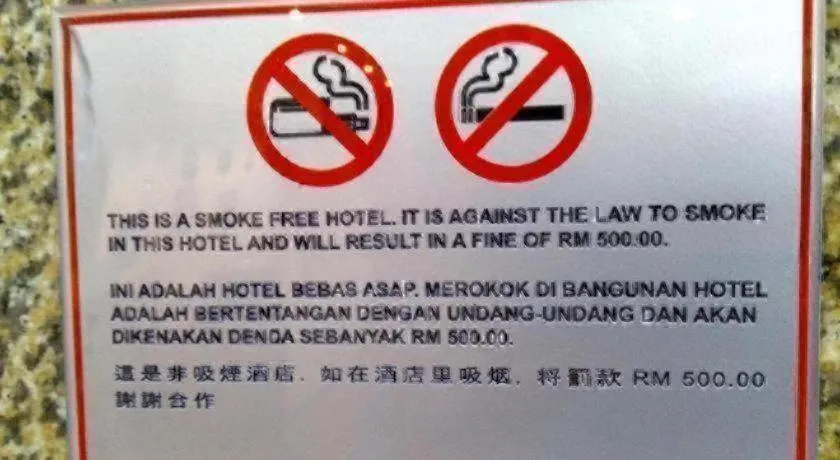 THIS IS A SMOKE FREE HOTEL. IT IS AGAINST THE LAW TO SMOKE
IN THIS HOTEL AND WILL RESULT IN A FINE OF RM 500.00.
INI ADALAH HOTEL BEBAS ASAP. MEROKOK DI BANGUNAN HOTEL
ADALAH BERTENTANGAN DENGAN UNDANG-UNDANG DAN AKAN
DIKENAKAN DENDA SEBANYAK RM 500.00.
這是非吸煙酒店. 如在酒店里吸烟, 将罰款 RM 500.00
謝謝合作